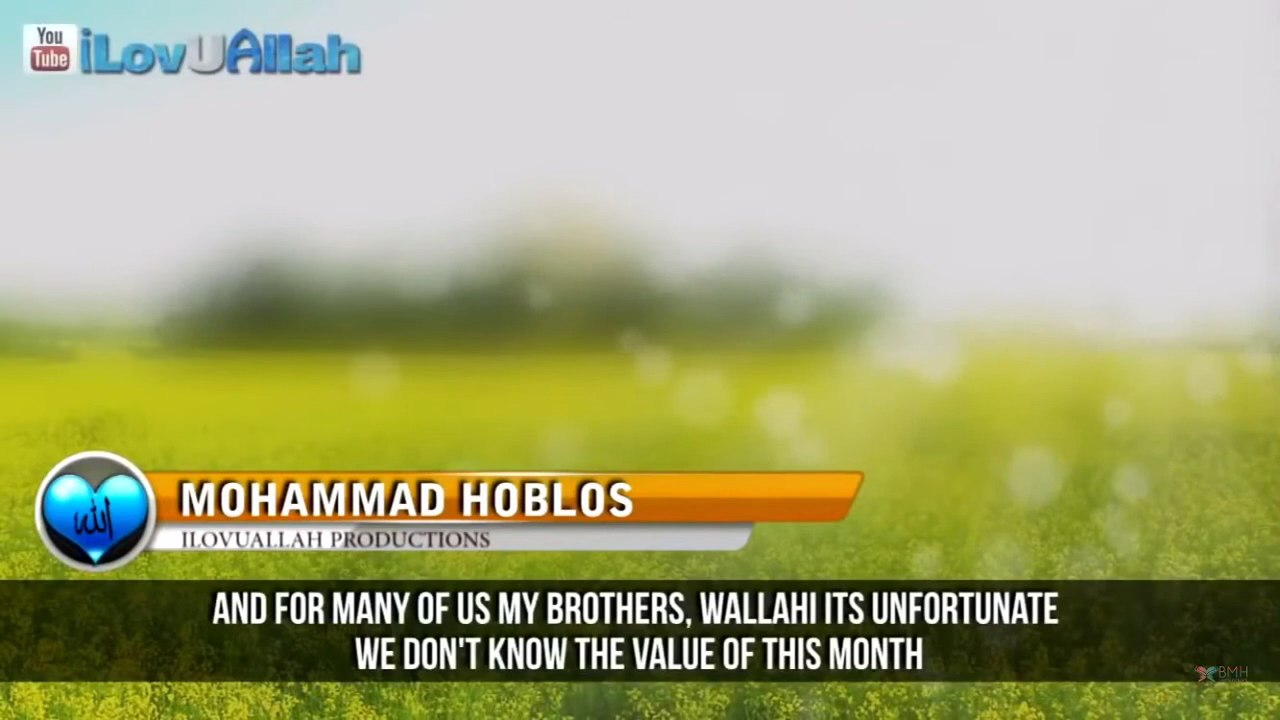 You
Tube
iLovUAllah
MOHAMMAD HOBLOS
ILOVUALLAH PRODUCTIONS
الله
AND FOR MANY OF US MY BROTHERS, WALLAHI ITS UNFORTUNATE
WE DON'T KNOW THE VALUE OF THIS MONTH
BMH